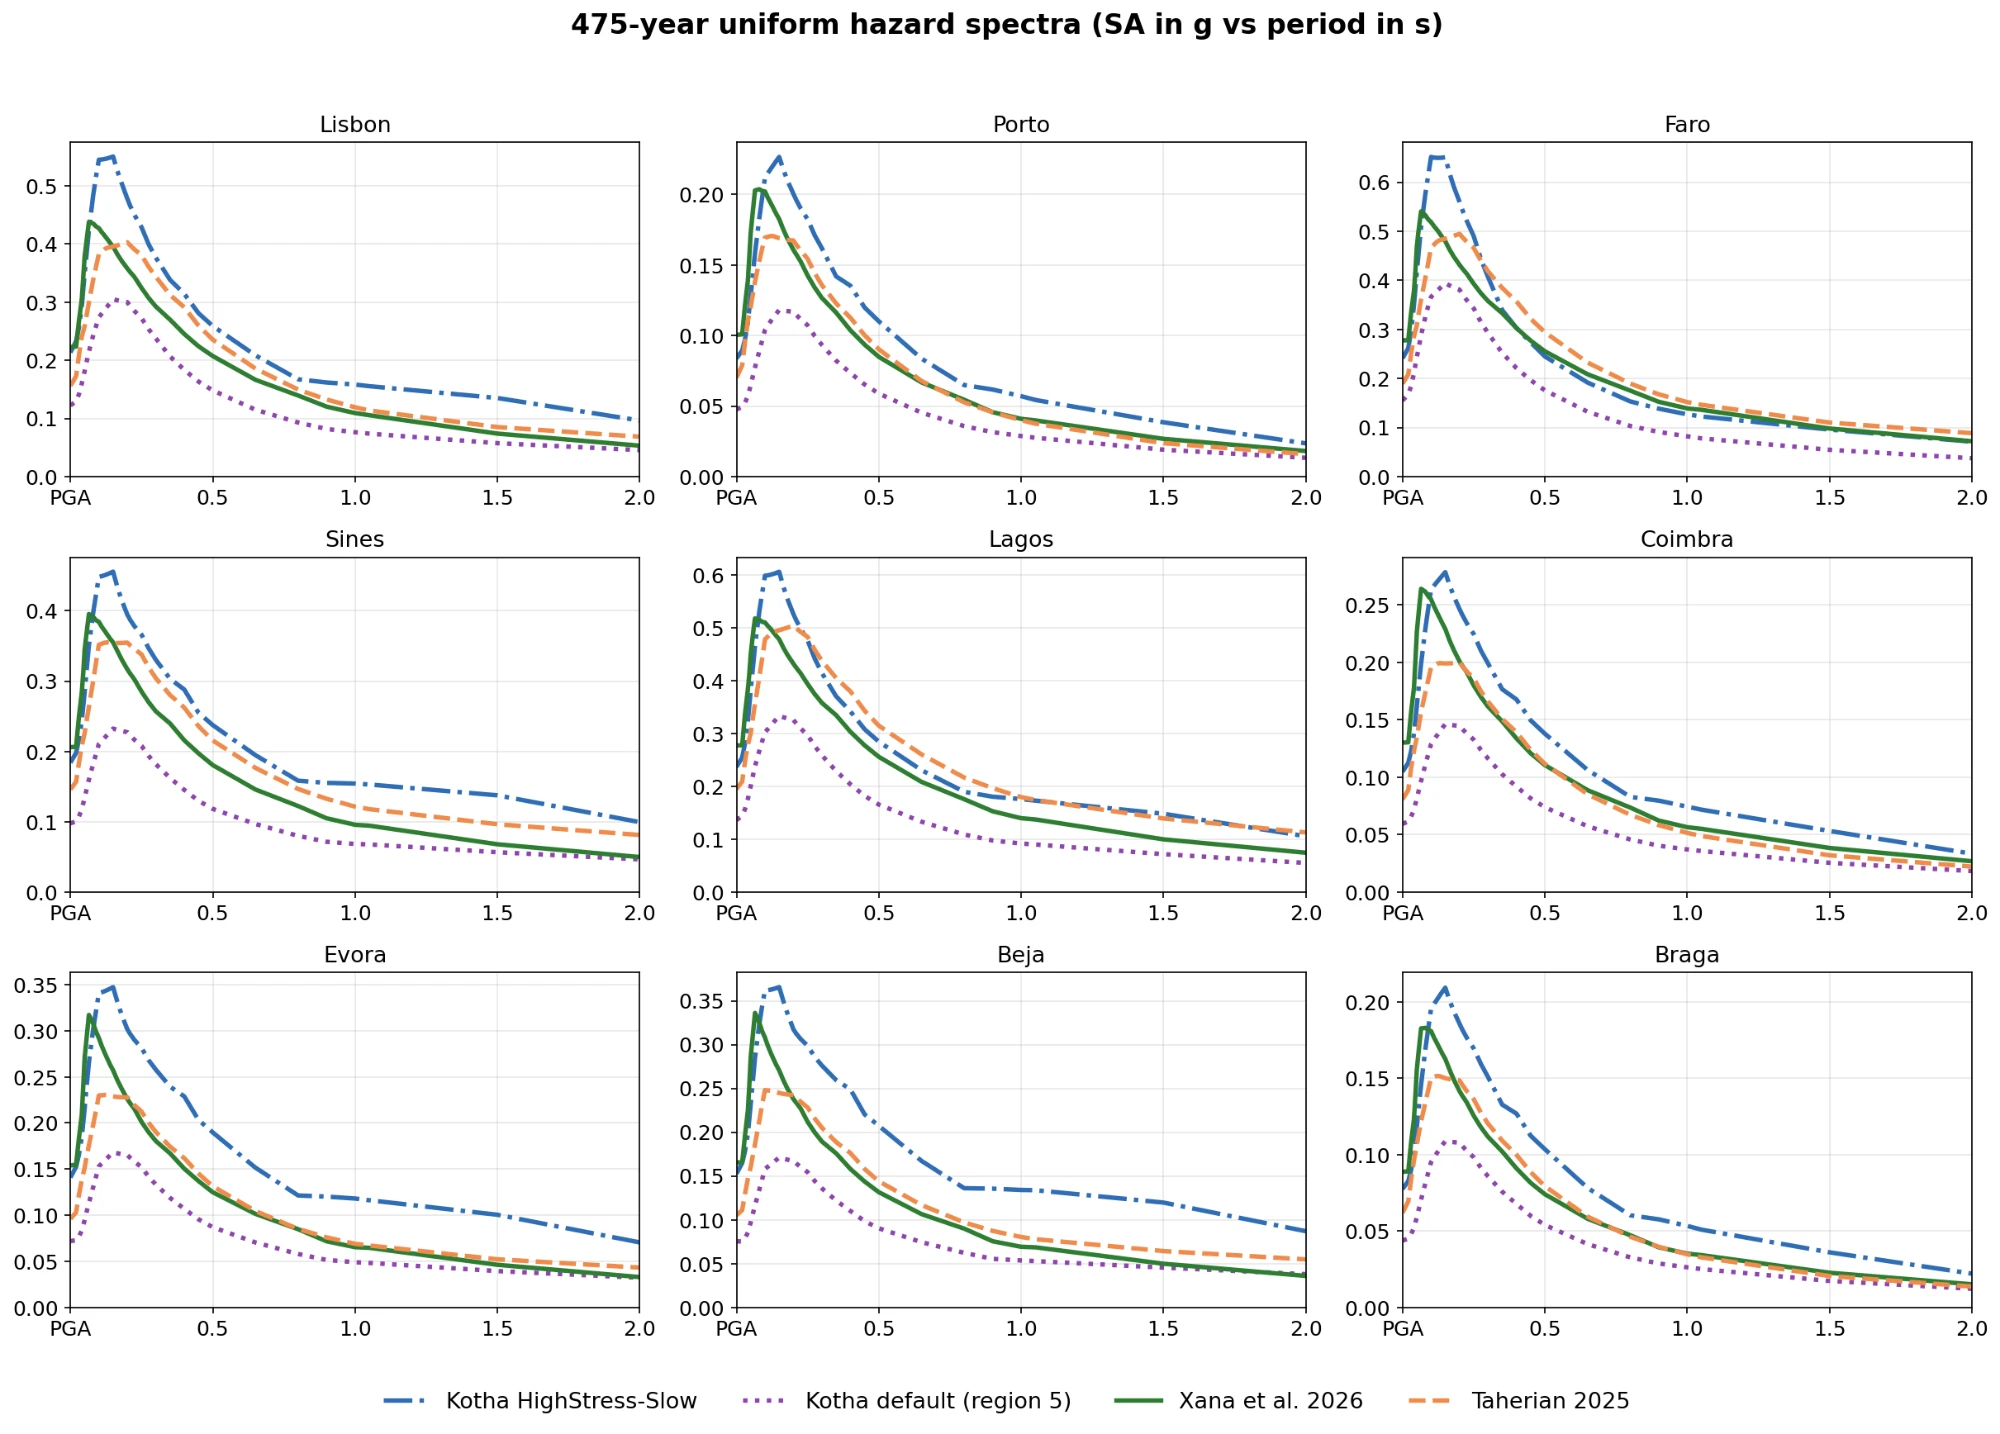 475-year uniform hazard spectra (SA in g vs period in s)
Lisbon
0.5
0.4
0.3
0.2
0.1
0.0
PGA 0.5 1.0 1.5 2.0
Porto
0.20
0.15
0.10
0.05
0.00
PGA 0.5 1.0 1.5 2.0
Faro
0.6
0.5
0.4
0.3
0.2
0.1
0.0
PGA 0.5 1.0 1.5 2.0
Sines
0.4
0.3
0.2
0.1
0.0
PGA 0.5 1.0 1.5 2.0
Lagos
0.6
0.5
0.4
0.3
0.2
0.1
0.0
PGA 0.5 1.0 1.5 2.0
Coimbra
0.25
0.20
0.15
0.10
0.05
0.00
PGA 0.5 1.0 1.5 2.0
Evora
0.35
0.30
0.25
0.20
0.15
0.10
0.05
0.00
PGA 0.5 1.0 1.5 2.0
Beja
0.35
0.30
0.25
0.20
0.15
0.10
0.05
0.00
PGA 0.5 1.0 1.5 2.0
Braga
0.20
0.15
0.10
0.05
0.00
PGA 0.5 1.0 1.5 2.0
Kotha HighStress-Slow Kotha default (region 5) Xana et al. 2026 Taherian 2025